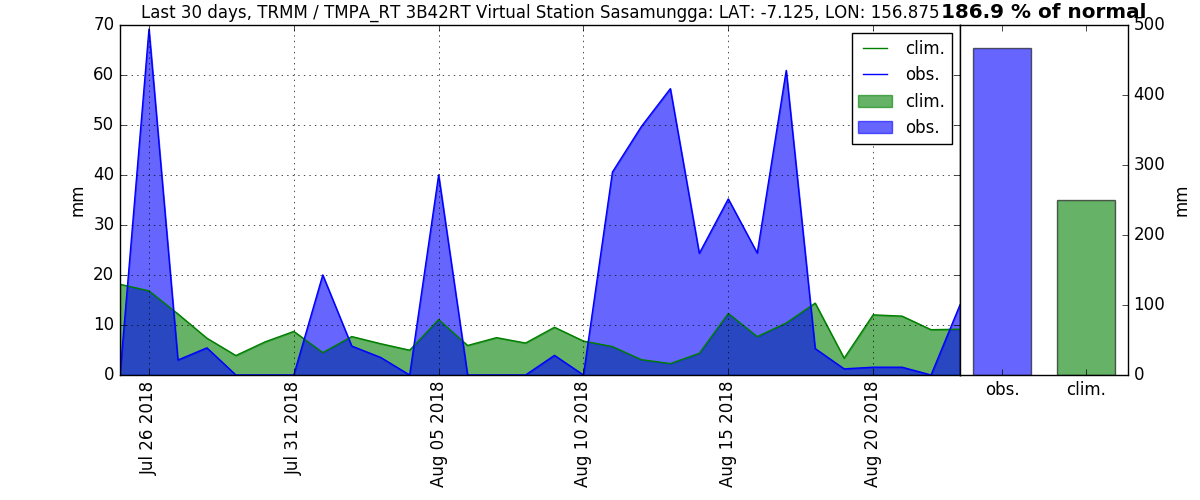 Last 30 days, TRMM / TMPA_RT 3B42RT Virtual Station Sasamungga: LAT: -7.125, LON: 156.875
186.9 % of normal
70
60
50
40
30
20
10
0
mm
clim.
obs.
clim.
obs.
Jul 26 2018
Jul 31 2018
Aug 05 2018
Aug 10 2018
Aug 15 2018
Aug 20 2018
500
400
300
200
100
0
mm
obs.
clim.